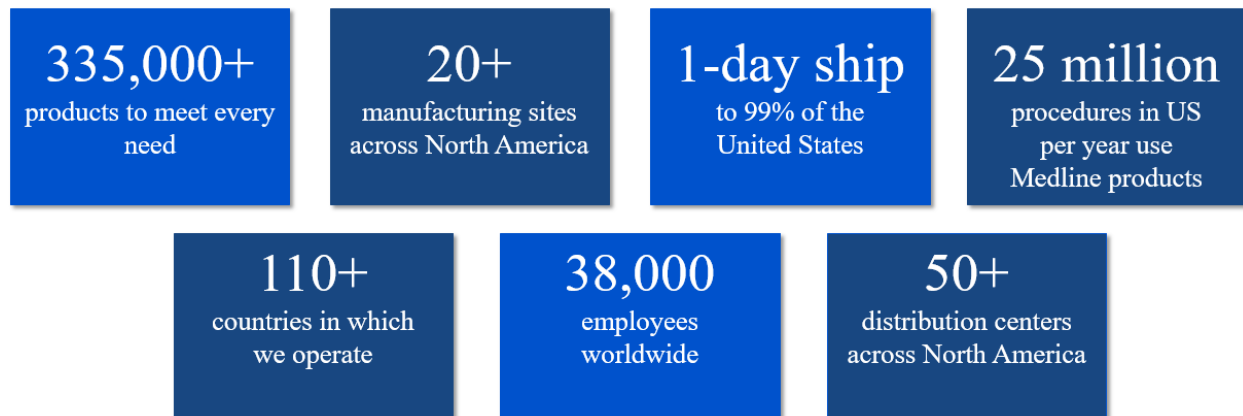 335,000+
products to meet every
need
20+
manufacturing sites
across North America
1-day ship
to 99% of the
United States
25 million
procedures in US
per year use
Medline products
110+
countries in which
we operate
38,000
employees
worldwide
50+
distribution centers
across North America